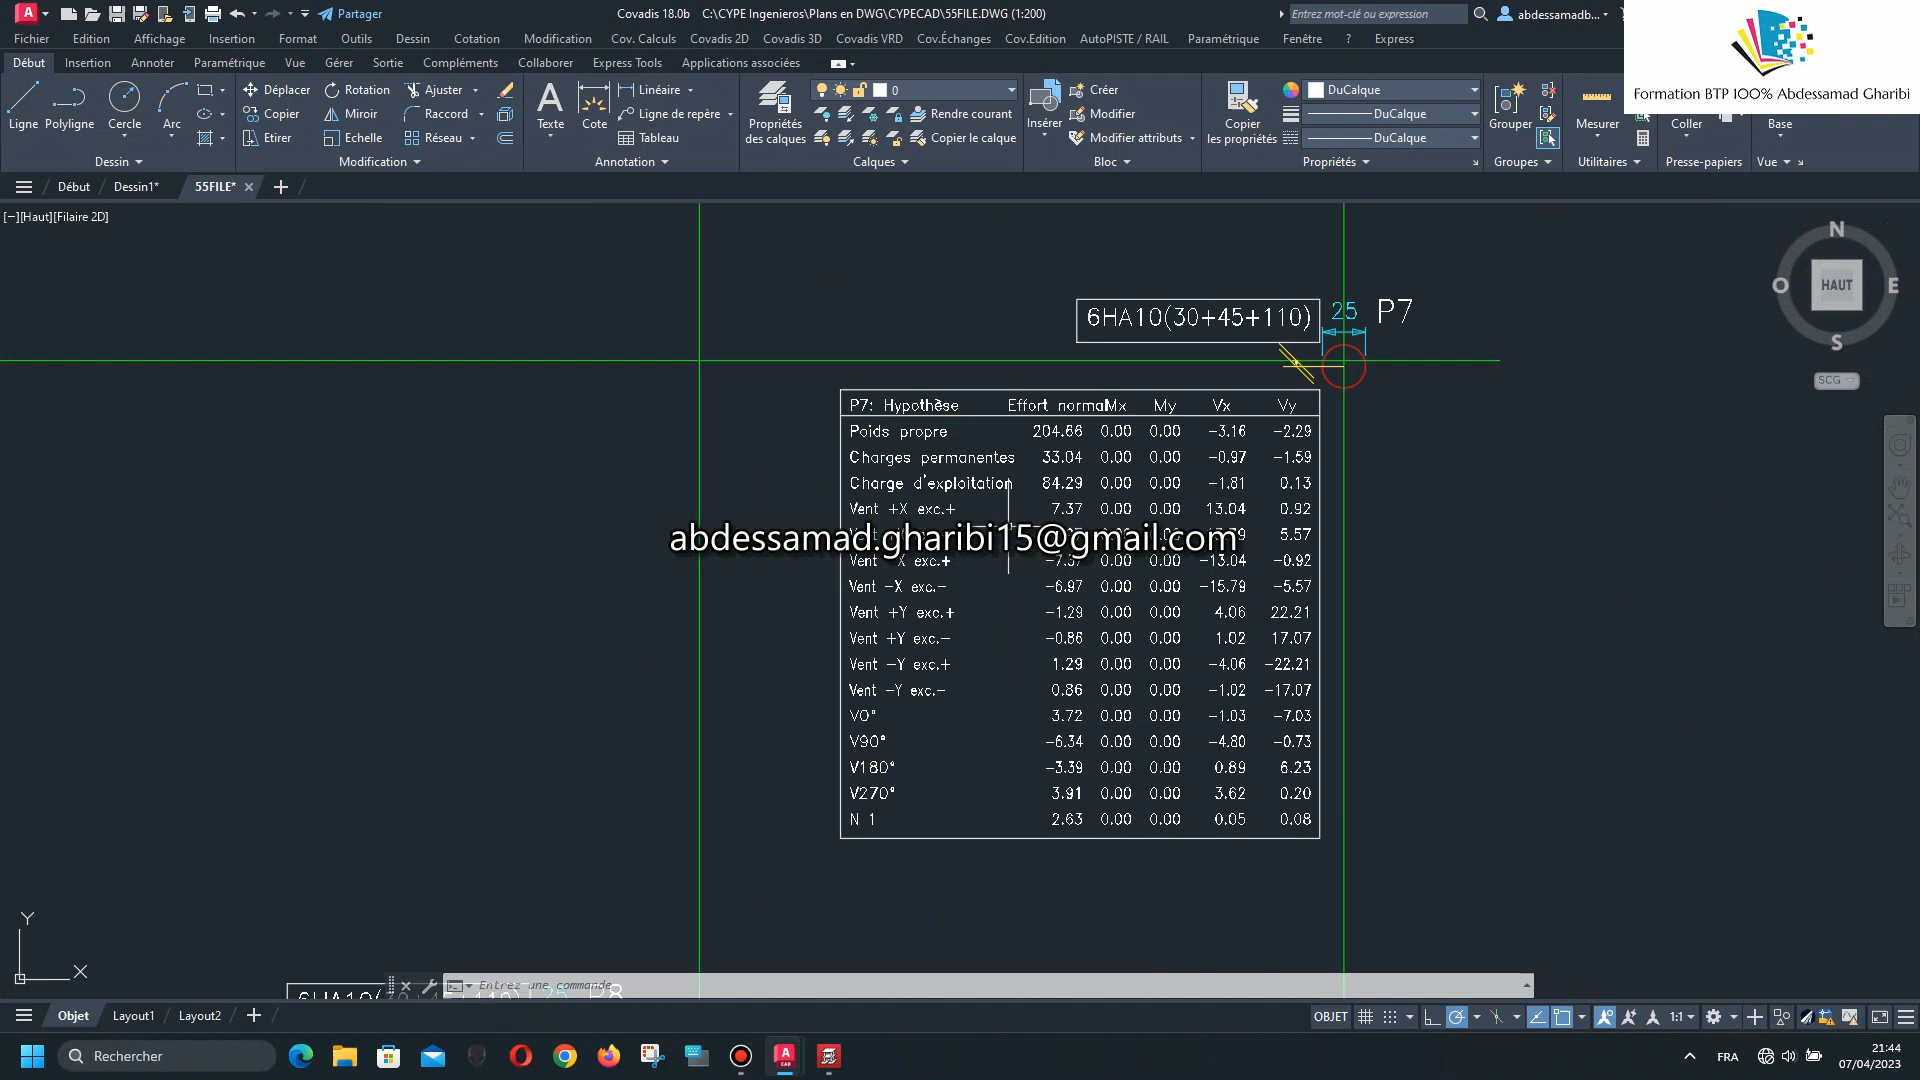 Covadis 18.0b C:\CYPE Ingenieros\Plans en DWG\CYPECAD\55FILE.DWG (1:200)
Partager
Entrez mot-clé ou expression
abdessamadb...
Fichier Edition Affichage Insertion Format Outils Dessin Cotation Modification Cov. Calculs Covadis 2D Covadis 3D Covadis VRD Cov.Échanges Cov.Edition AutoPISTE / RAIL Paramétrique Fenêtre ? Express
Début Insertion Annoter Paramétrique Vue Gérer Sortie Compléments Collaborer Express Tools Applications associées
Formation BTP 100% Abdessamad Gharibi
Ligne Polyligne Cercle Arc
Déplacer Rotation Ajuster
Copier Miroir Raccord
Etirer Echelle Réseau
Texte Cote
Linéaire
Ligne de repère
Tableau
Propriétés des calques
0
Rendre courant
Copier le calque
Insérer
Créer
Modifier
Modifier attributs
Copier les propriétés
DuCalque
DuCalque
DuCalque
Grouper
Mesurer
Coller
Base
Dessin Modification Annotation Calques Bloc Propriétés Groupes Utilitaires Presse-papiers Vue
Début Dessin1* 55FILE*
[−][Haut][Filaire 2D]
N
O HAUT E
S
SCG
6HA10(30+45+110) 25 P7
P7: Hypothèse Effort normal Mx My Vx Vy
Poids propre 204.66 0.00 0.00 −3.16 −2.29
Charges permanentes 33.04 0.00 0.00 −0.97 −1.59
Charge d'exploitation 84.29 0.00 0.00 −1.81 0.13
Vent +X exc.+ 7.37 0.00 0.00 13.04 0.92
5.57
abdessamad.gharibi15@gmail.com
Vent −X exc.+ −7.37 0.00 0.00 −13.04 −0.92
Vent −X exc.− −6.97 0.00 0.00 −15.79 −5.57
Vent +Y exc.+ −1.29 0.00 0.00 4.06 22.21
Vent +Y exc.− −0.86 0.00 0.00 1.02 17.07
Vent −Y exc.+ 1.29 0.00 0.00 −4.06 −22.21
Vent −Y exc.− 0.86 0.00 0.00 −1.02 −17.07
V0° 3.72 0.00 0.00 −1.03 −7.03
V90° −6.34 0.00 0.00 −4.80 −0.73
V180° −3.39 0.00 0.00 0.89 6.23
V270° 3.91 0.00 0.00 3.62 0.20
N 1 2.63 0.00 0.00 0.05 0.08
Y
X
Entrez une commande
P8
Objet Layout1 Layout2
OBJET 1:1
Rechercher
FRA
21:44
07/04/2023